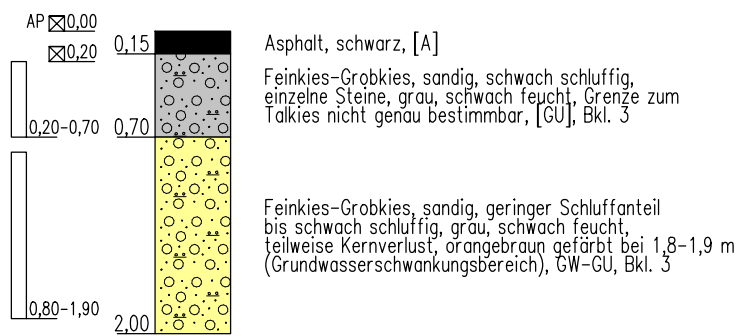 AP 0,00
0,20
0,15
Asphalt, schwarz, [A]
Feinkies-Grobkies, sandig, schwach schluffig,
einzelne Steine, grau, schwach feucht, Grenze zum
Talkies nicht genau bestimmbar, [GU], Bkl. 3
0,20-0,70
0,70
Feinkies-Grobkies, sandig, geringer Schluffanteil
bis schwach schluffig, grau, schwach feucht,
teilweise Kernverlust, orangebraun gefärbt bei 1,8-1,9 m
(Grundwasserschwankungsbereich), GW-GU, Bkl. 3
0,80-1,90
2,00